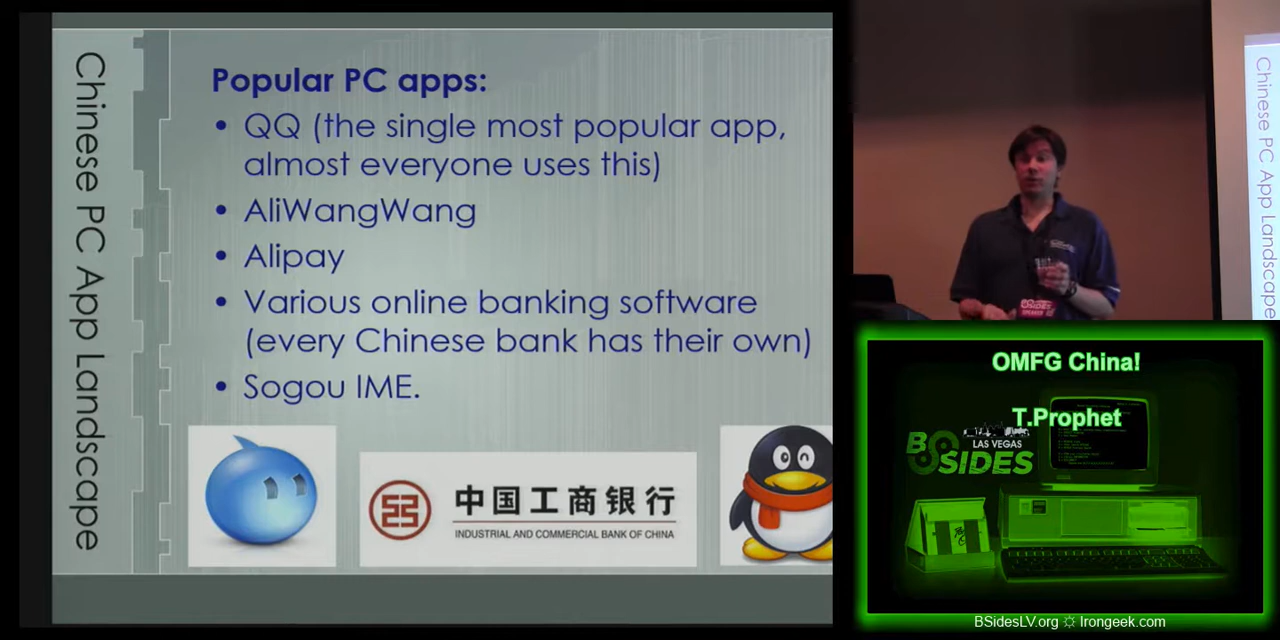 Chinese PC App Landscape
Popular PC apps:
• QQ (the single most popular app,
almost everyone uses this)
• AliWangWang
• Alipay
• Various online banking software
(every Chinese bank has their own)
• Sogou IME.
中国工商银行
INDUSTRIAL AND COMMERCIAL BANK OF CHINA
Chinese PC App Landscape
BSIDES
SPEAKER
OMFG China!
T.Prophet
LAS VEGAS
BSIDES
BSidesLV.org ☼ Irongeek.com